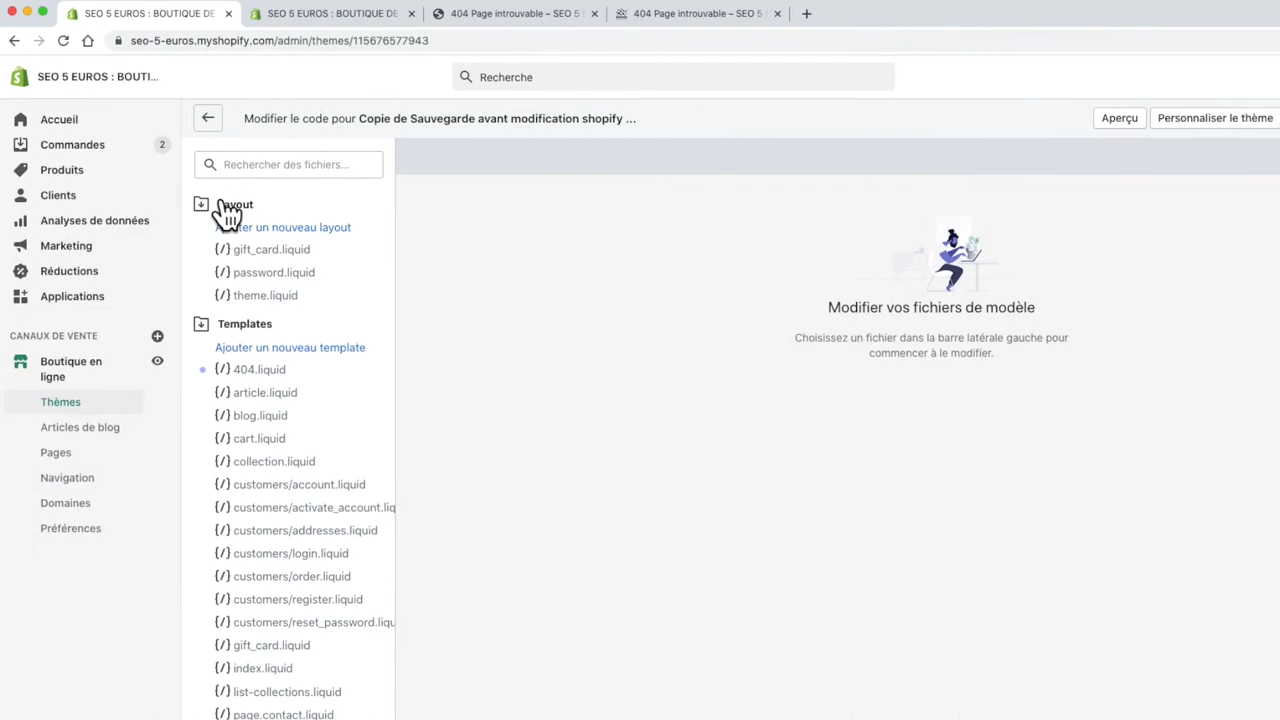 SEO 5 EUROS : BOUTIQUE DE
SEO 5 EUROS : BOUTIQUE DE
404 Page introuvable – SEO 5
404 Page introuvable – SEO 5
seo-5-euros.myshopify.com/admin/themes/115676577943
SEO 5 EUROS : BOUTI...
Recherche
Accueil
Commandes
2
Produits
Clients
Analyses de données
Marketing
Réductions
Applications
CANAUX DE VENTE
Boutique en
ligne
Thèmes
Articles de blog
Pages
Navigation
Domaines
Préférences
Modifier le code pour Copie de Sauvegarde avant modification shopify ...
Aperçu
Personnaliser le thème
Rechercher des fichiers...
un nouveau layout
{/} gift_card.liquid
{/} password.liquid
{/} theme.liquid
Templates
Ajouter un nouveau template
{/} 404.liquid
{/} article.liquid
{/} blog.liquid
{/} cart.liquid
{/} collection.liquid
{/} customers/account.liquid
{/} customers/activate_account.liq
{/} customers/addresses.liquid
{/} customers/login.liquid
{/} customers/order.liquid
{/} customers/register.liquid
{/} customers/reset_password.liqu
{/} gift_card.liquid
{/} index.liquid
{/} list-collections.liquid
{/} page.contact.liquid
Modifier vos fichiers de modèle
Choisissez un fichier dans la barre latérale gauche pour
commencer à le modifier.